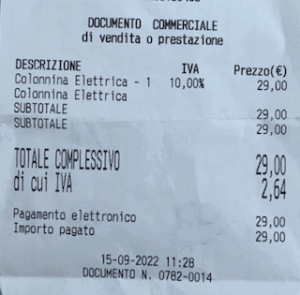 DOCUMENTO COMMERCIALE
di vendita o prestazione
DESCRIZIONE IVA Prezzo(€)
Colonnina Elettrica - 1 10,00% 29,00
Colonnina Elettrica
SUBTOTALE 29,00
SUBTOTALE 29,00
TOTALE COMPLESSIVO 29,00
di cui IVA 2,64
Pagamento elettronico 29,00
Importo pagato 29,00
15-09-2022 11:28
DOCUMENTO N. 0782-0014